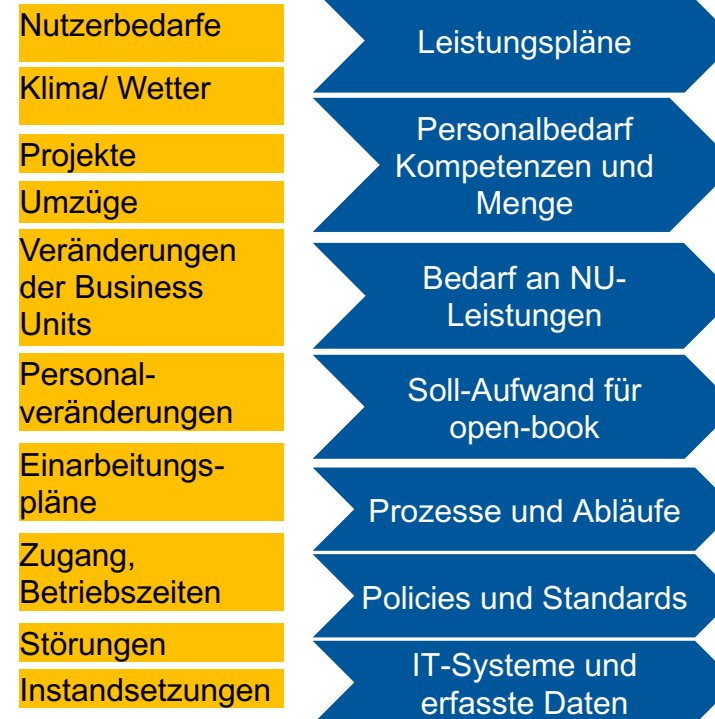 Nutzerbedarfe
Klima/ Wetter
Projekte
Umzüge
Veränderungen
der Business
Units
Personal-
veränderungen
Einarbeitungs-
pläne
Zugang,
Betriebszeiten
Störungen
Instandsetzungen
Leistungspläne
Personalbedarf
Kompetenzen und
Menge
Bedarf an NU-
Leistungen
Soll-Aufwand für
open-book
Prozesse und Abläufe
Policies und Standards
IT-Systeme und
erfasste Daten